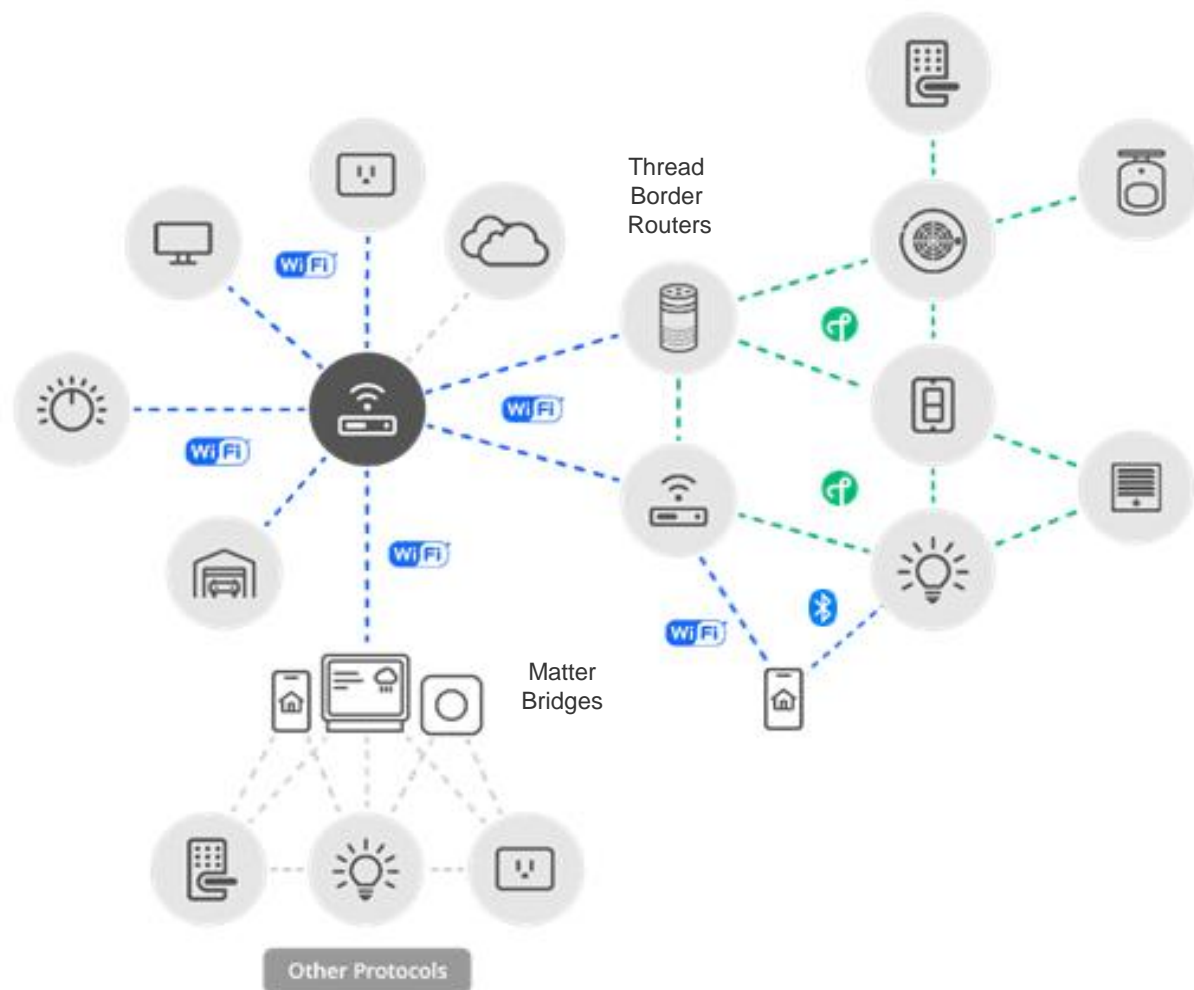 Thread
Border
Routers
WiFi
WiFi
WiFi
WiFi
WiFi
Matter
Bridges
Other Protocols